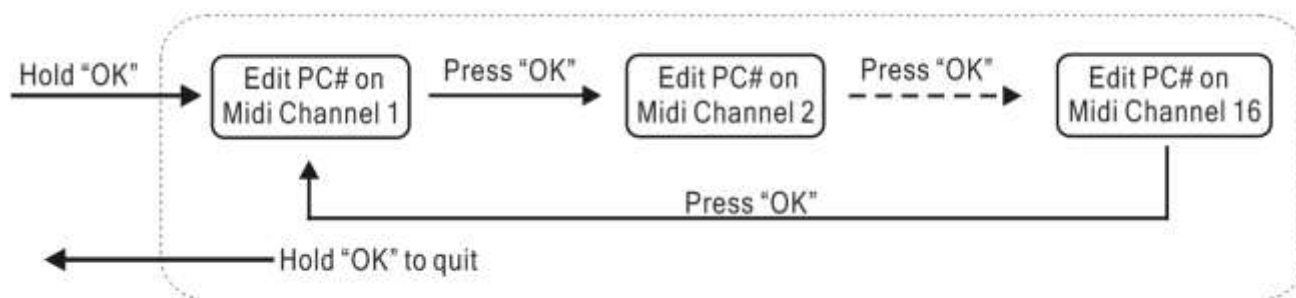 Hold “OK”
Edit PC# on
Midi Channel 1
Press “OK”
Edit PC# on
Midi Channel 2
Press “OK”
Edit PC# on
Midi Channel 16
Press “OK”
Hold “OK” to quit